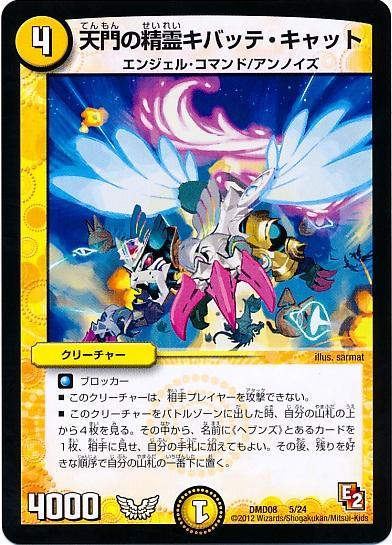 4
てんもん せいれい
天門の精霊キバッテ・キャット
エンジェル・コマンド/アンノイズ
illus. sarmat
クリーチャー
ブロッカー
■このクリーチャーは、相手プレイヤーを攻撃できない。
■このクリーチャーをバトルゾーンに出した時、自分の山札の上
から4枚を見る。その中から、名前に《ヘブンズ》とあるカードを
1枚、相手に見せ、自分の手札に加えてもよい。その後、残りを好
きな順序で自分の山札の一番下に置く。
4000
1
DMD08 5/24
©2012 Wizards/Shogakukan/Mitsui-Kids
E2